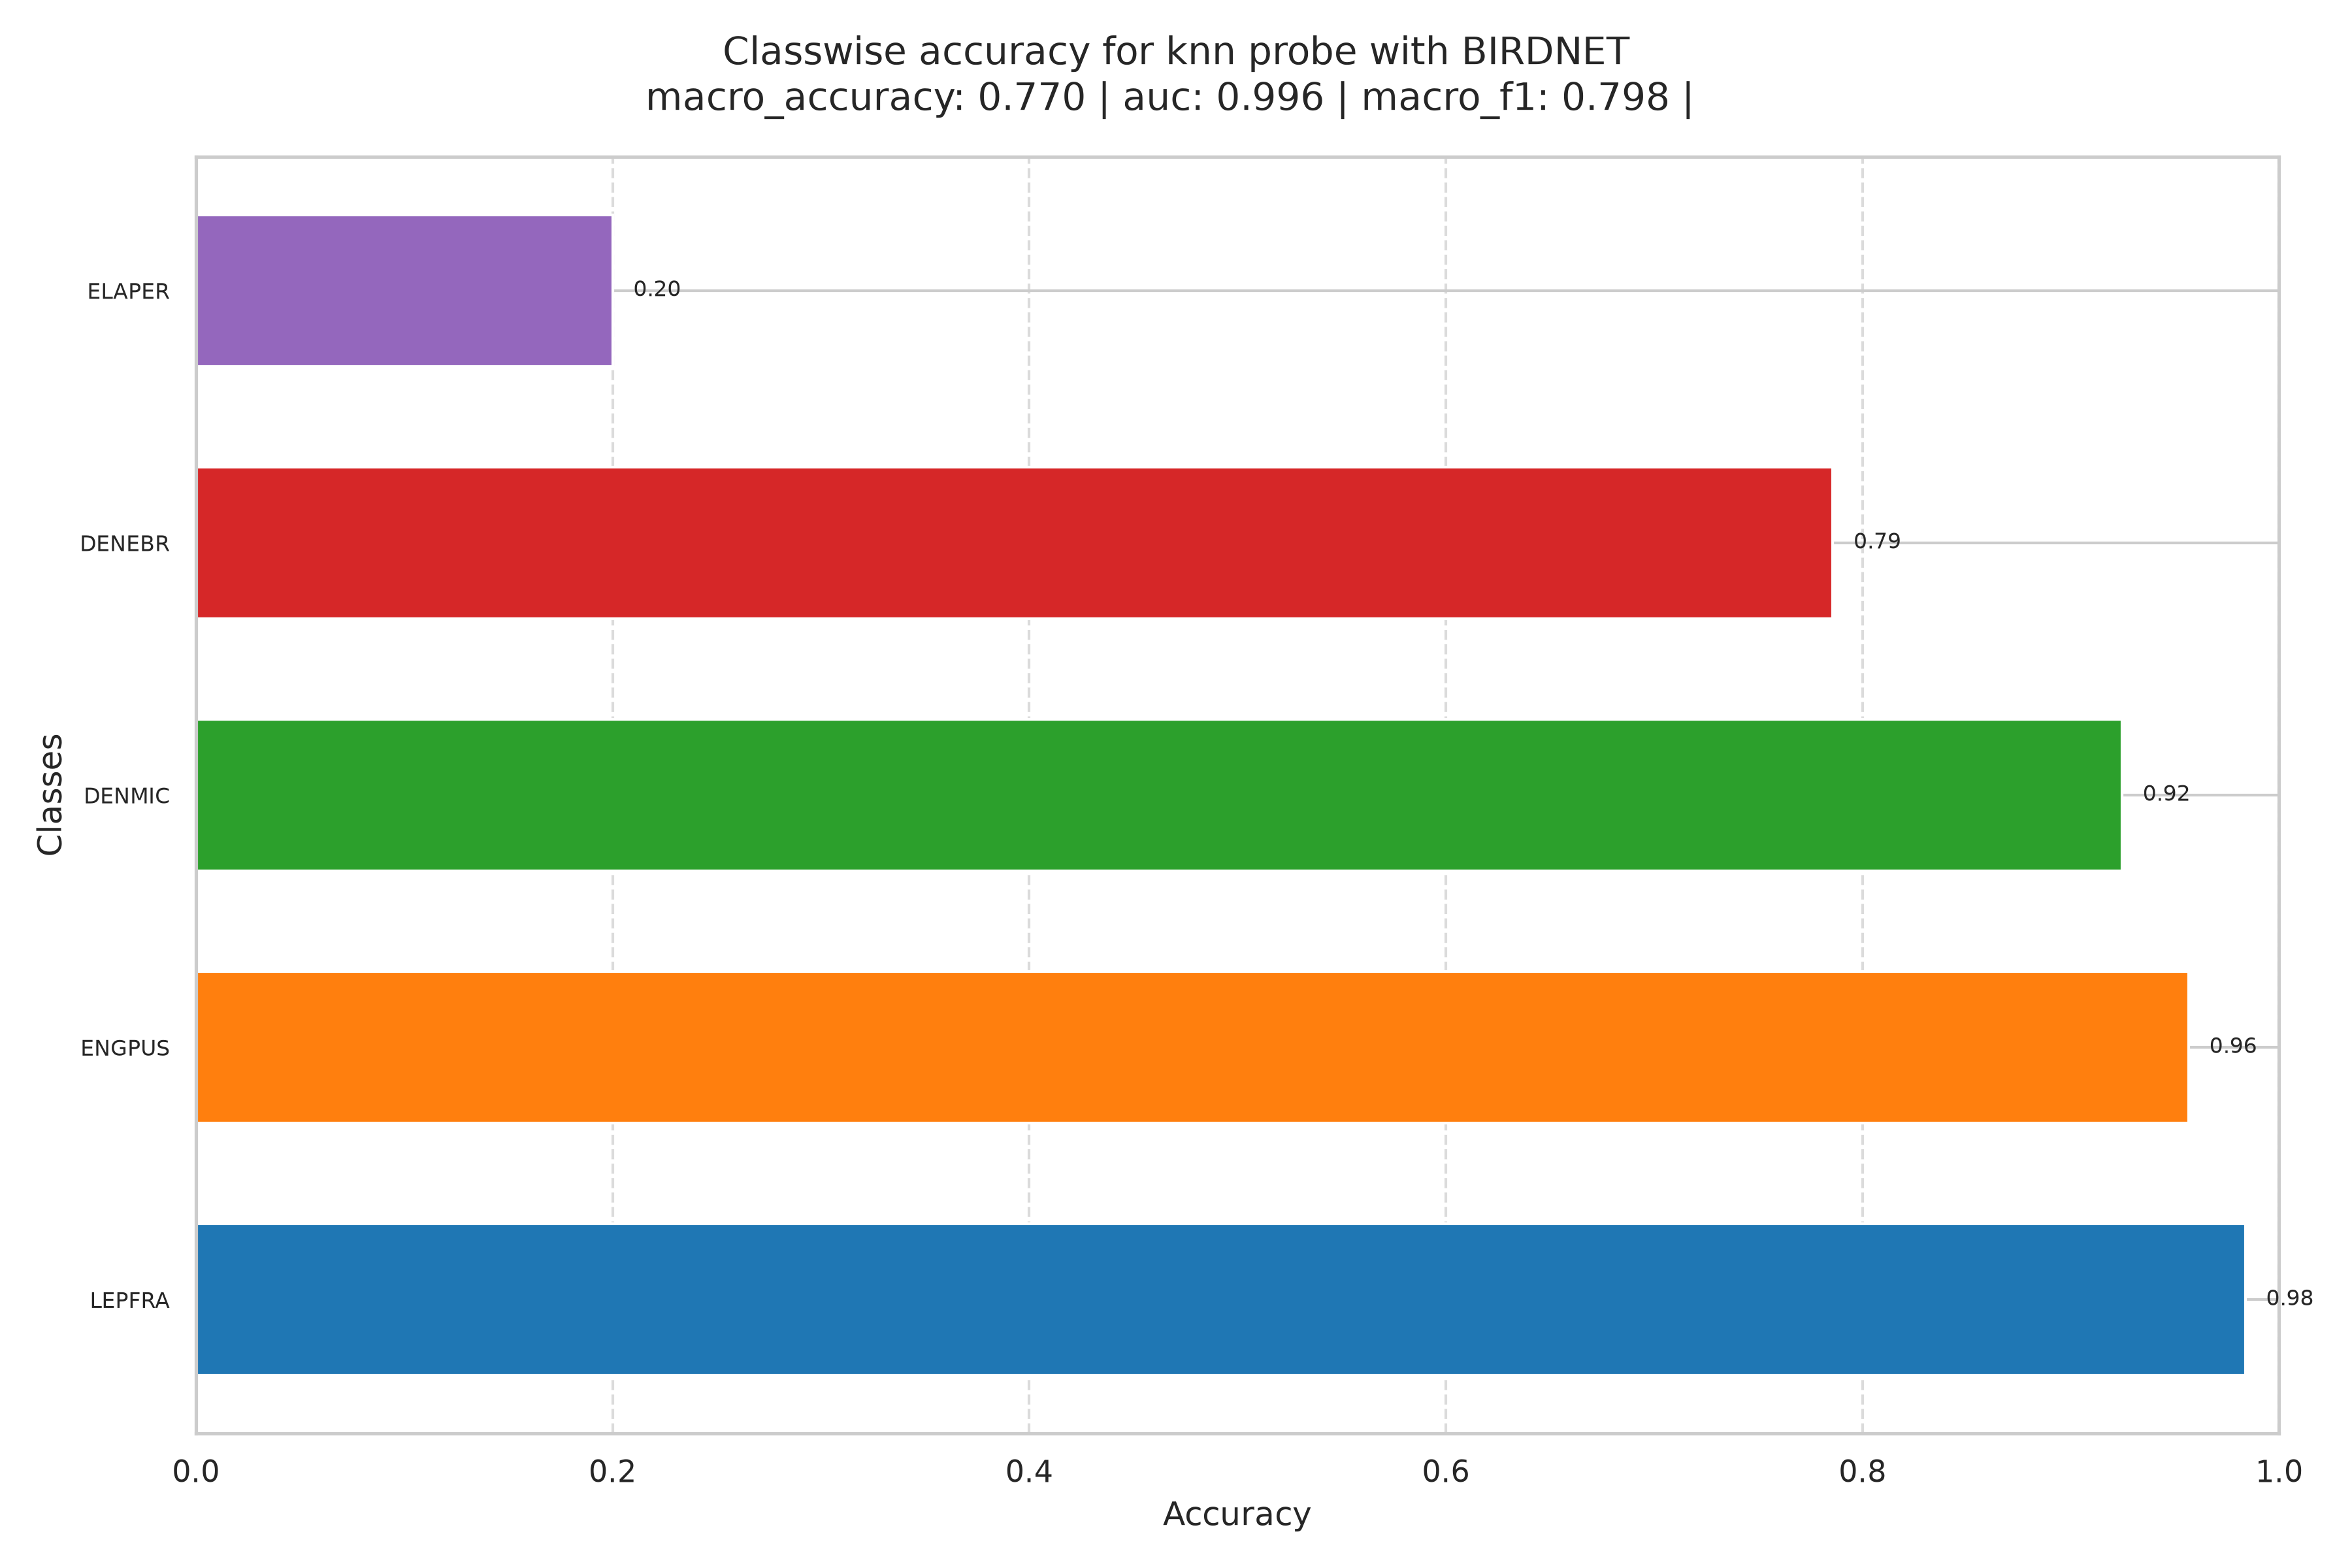 Classwise accuracy for knn probe with BIRDNET
macro_accuracy: 0.770 | auc: 0.996 | macro_f1: 0.798 |
ELAPER
0.20
DENEBR
0.79
DENMIC
0.92
ENGPUS
0.96
LEPFRA
0.98
Classes
0.0 0.2 0.4 0.6 0.8 1.0
Accuracy